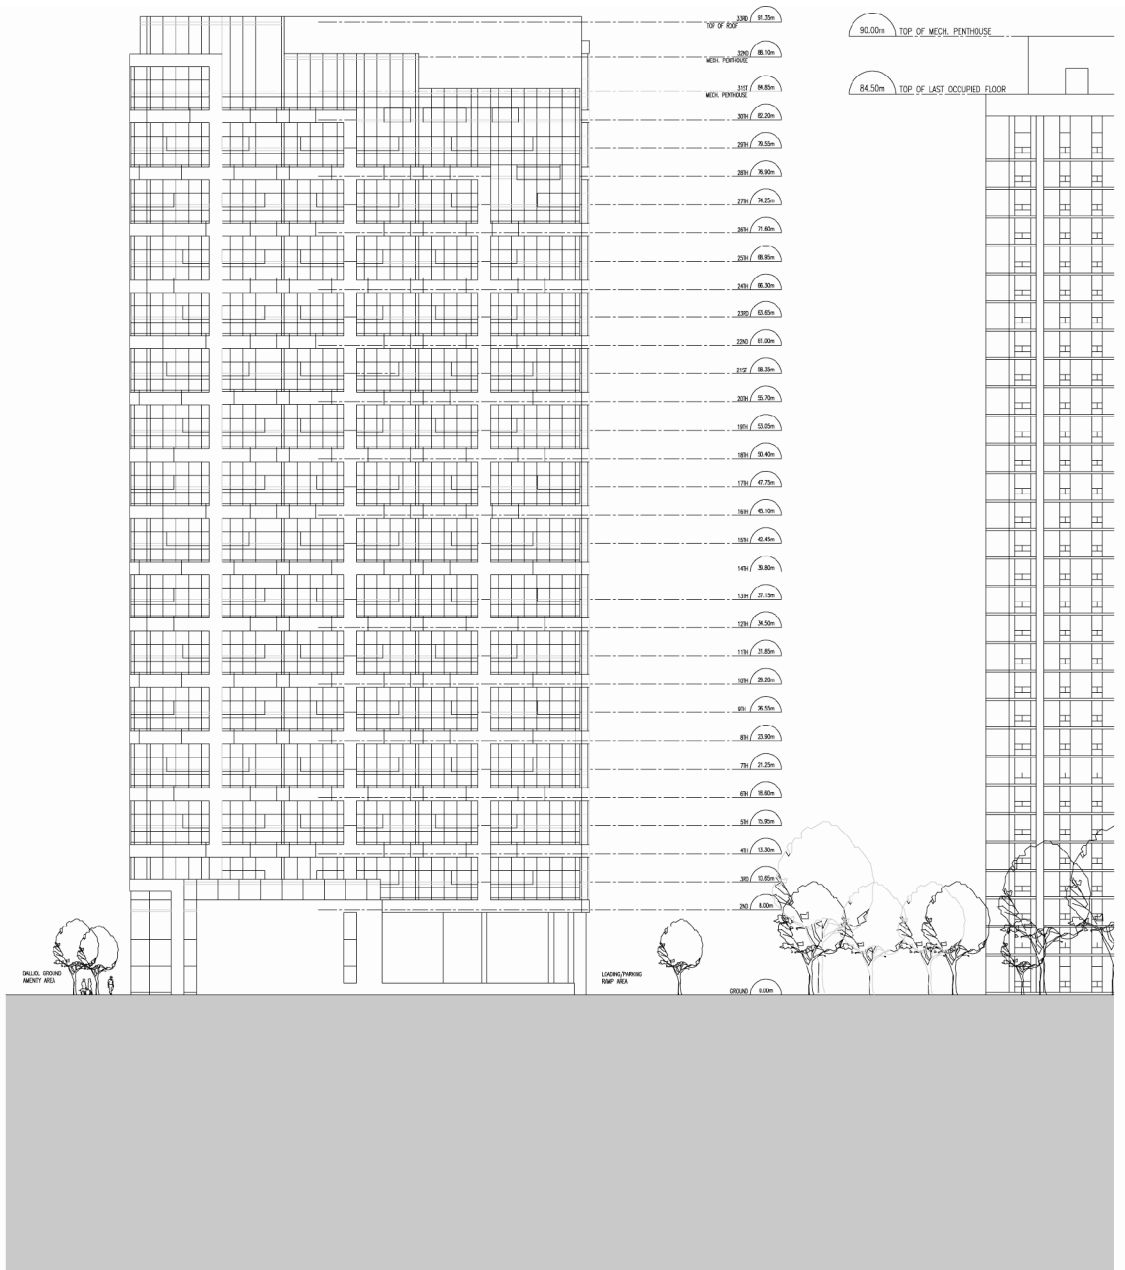 33RD 91.35m
TOP OF ROOF
90.00m TOP OF MECH. PENTHOUSE
32ND 88.10m
MECH. PENTHOUSE
31ST 84.85m
MECH. PENTHOUSE
84.50m TOP OF LAST OCCUPIED FLOOR
30TH 82.20m
29TH 79.55m
28TH 76.90m
27TH 74.25m
26TH 71.60m
25TH 68.95m
24TH 66.30m
23RD 63.65m
22ND 61.00m
21ST 58.35m
20TH 55.70m
19TH 53.05m
18TH 50.40m
17TH 47.75m
16TH 45.10m
15TH 42.45m
14TH 39.80m
13TH 37.15m
12TH 34.50m
11TH 31.85m
10TH 29.20m
9TH 26.55m
8TH 23.90m
7TH 21.25m
6TH 18.60m
5TH 15.95m
4TH 13.30m
3RD 10.65m
2ND 8.00m
DALLIOL GROUND
AMENITY AREA
LOADING/PARKING
RAMP AREA
GROUND 0.00m